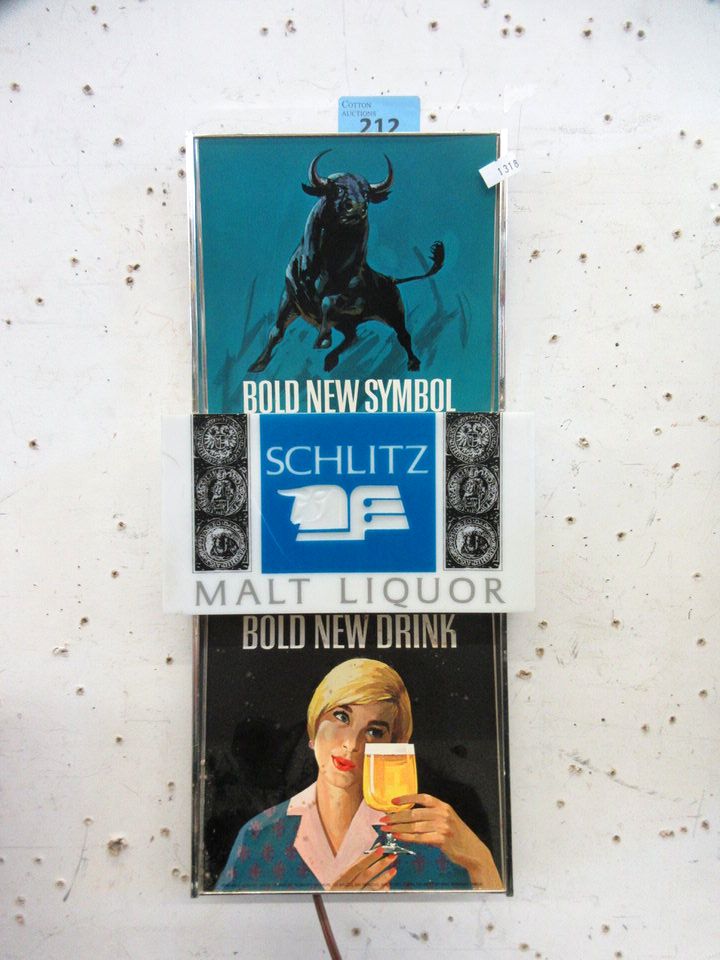 COTTON
AUCTIONS
212
1318
BOLD NEW SYMBOL
SCHLITZ
MALT LIQUOR
BOLD NEW DRINK